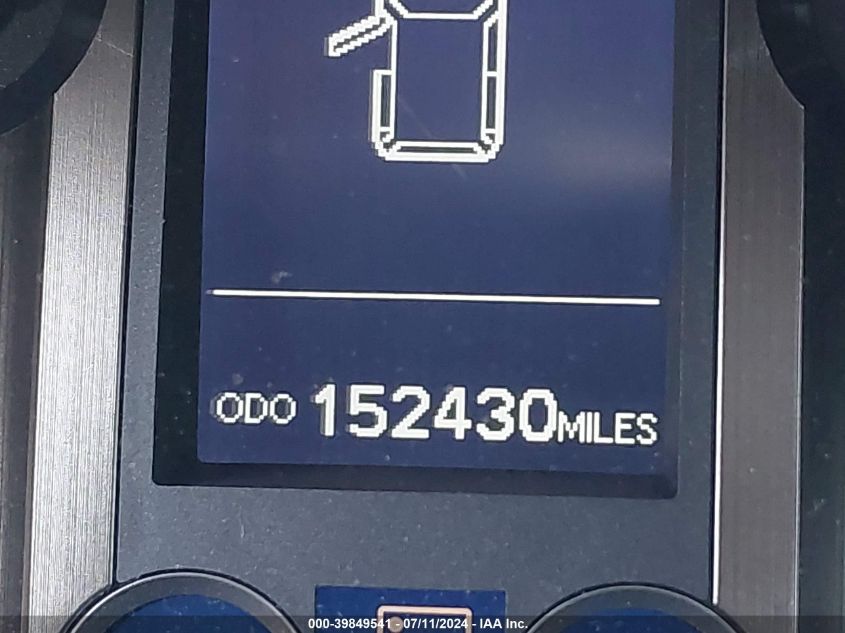 ODO 152430MILES
000-39849541 - 07/11/2024 - IAA Inc.